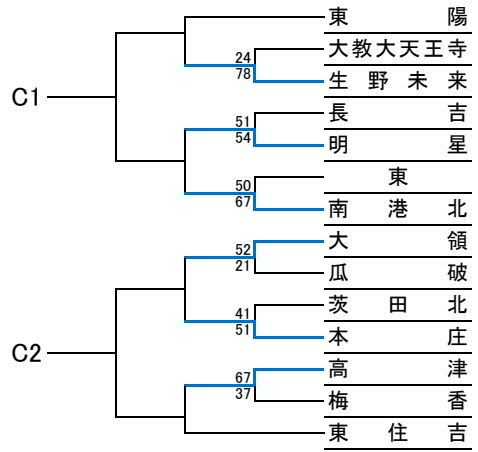 東陽
24 大教大天王寺
78 生野未来
C1
51 長吉
54 明星
50 東
67 南港北
52 大領
21 瓜破
41 茨田北
51 本庄
C2
67 高津
37 梅香
東住吉